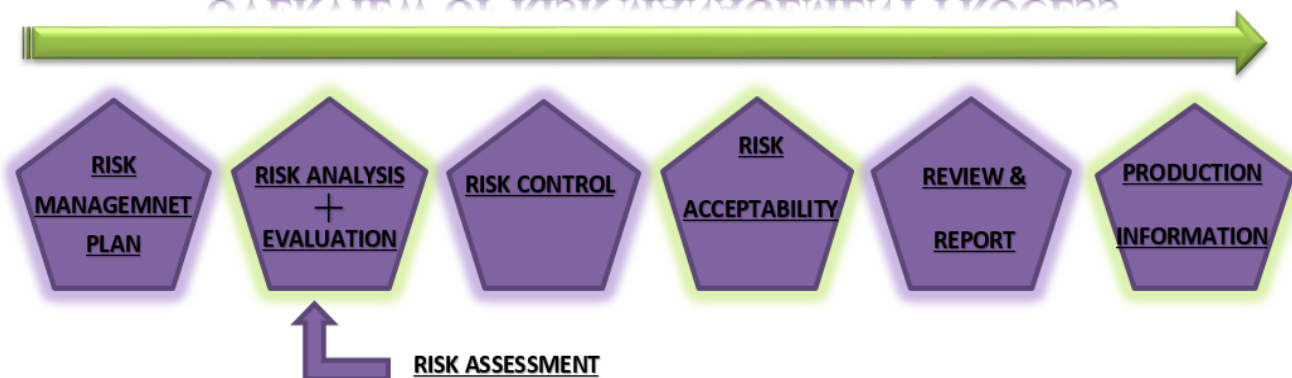 RISK
MANAGEMNET
PLAN
RISK ANALYSIS
+
EVALUATION
RISK CONTROL
RISK
ACCEPTABILITY
REVIEW &
REPORT
PRODUCTION
INFORMATION
RISK ASSESSMENT